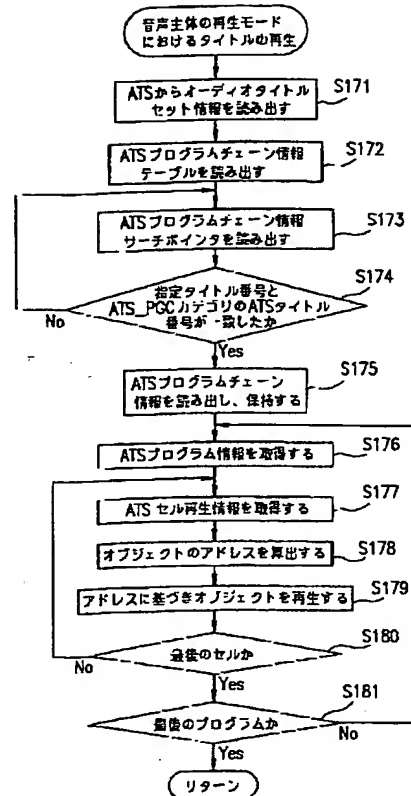 音声主体の再生モード
におけるタイトルの再生
S171
ATSからオーディオタイトル
セット情報を読み出す
S172
ATSプログラムチェーン情報
テーブルを読み出す
S173
ATSプログラムチェーン情報
サーチポインタを読み出す
S174
指定タイトル番号と
ATS_PGCカテゴリのATSタイトル
番号が一致したか
No
Yes
S175
ATSプログラムチェーン
情報を読み出し、保持する
S176
ATSプログラム情報を取得する
S177
ATSセル再生情報を取得する
S178
オブジェクトのアドレスを算出する
S179
アドレスに基づきオブジェクトを再生する
S180
最後のセルか
No
Yes
S181
最後のプログラムか
No
Yes
リターン